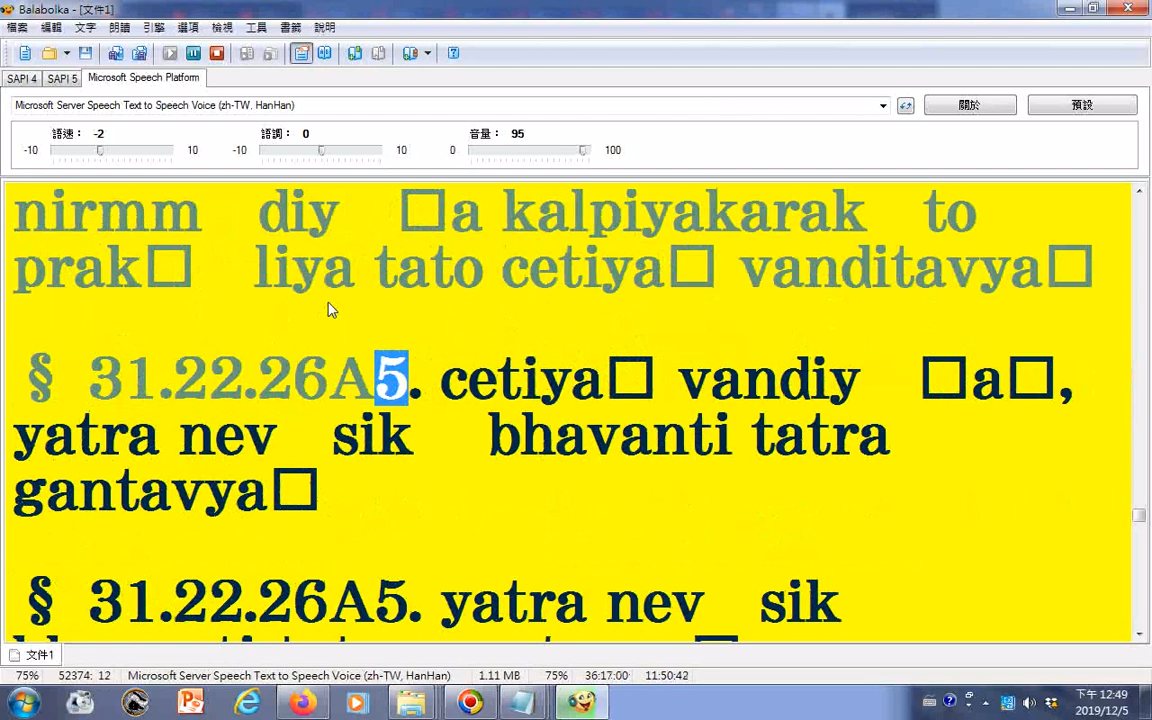 Balabolka - [文件1]
檔案 編輯 文字 朗讀 引擎 選項 檢視 工具 書籤 說明
SAPI 4 SAPI 5 Microsoft Speech Platform
Microsoft Server Speech Text to Speech Voice (zh-TW, HanHan) 關於 預設
語速： -2 語調： 0 音量： 95
-10 10 -10 10 0 100
nirmm diy □a kalpiyakarak to
prak□ liya tato cetiya□ vanditavya□
§ 31.22.26A5. cetiya□ vandiy □a□,
yatra nev sik bhavanti tatra
gantavya□
§ 31.22.26A5. yatra nev sik
文件1
75% 52374: 12 Microsoft Server Speech Text to Speech Voice (zh-TW, HanHan) 1.11 MB 75% 36:17:00 11:50:42
下午 12:49
2019/12/5